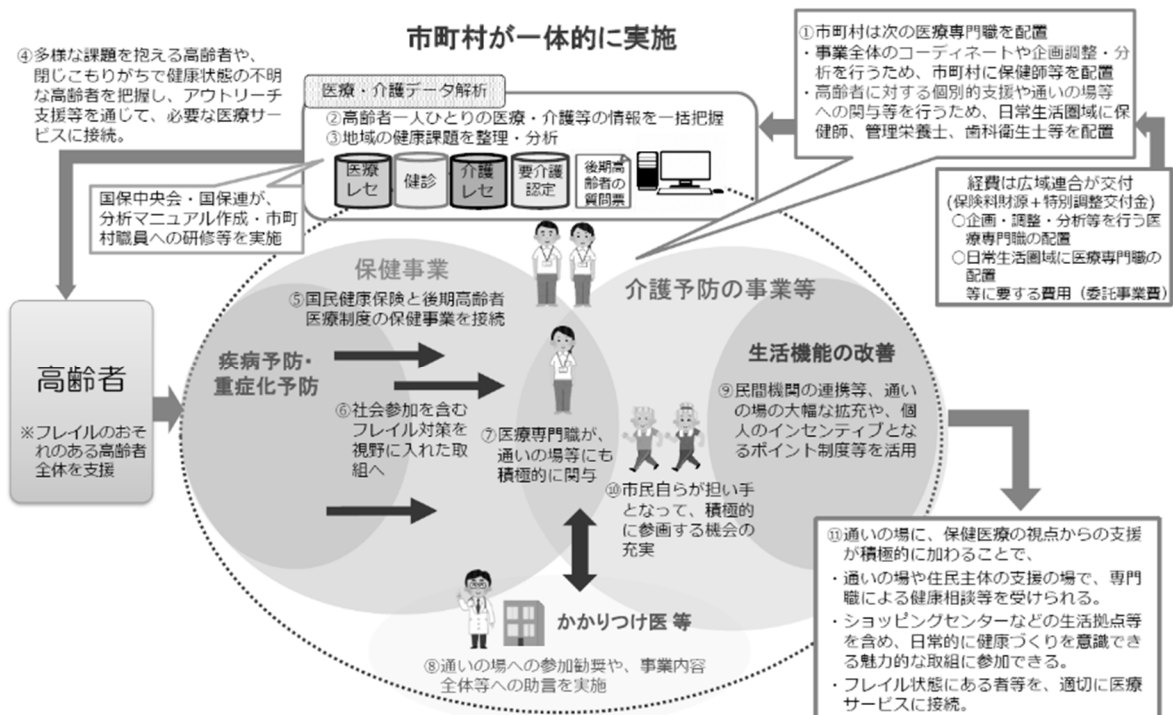 市町村が一体的に実施
①市町村は次の医療専門職を配置
・事業全体のコーディネートや企画調整・分
析を行うため、市町村に保健師等を配置
・高齢者に対する個別的支援や通いの場等
への関与等を行うため、日常生活圏域に保
健師、管理栄養士、歯科衛生士等を配置
④多様な課題を抱える高齢者や、
閉じこもりがちで健康状態の不明
な高齢者を把握し、アウトリーチ
支援等を通じて、必要な医療サー
ビスに接続。
医療・介護データ解析
②高齢者一人ひとりの医療・介護等の情報を一括把握
③地域の健康課題を整理・分析
医療
レセ
健診
介護
レセ
要介護
認定
後期高
齢者の
質問票
国保中央会・国保連が、
分析マニュアル作成・市町
村職員への研修等を実施
経費は広域連合が交付
(保険料財源+特別調整交付金)
○企画・調整・分析等を行う医
療専門職の配置
○日常生活圏域に医療専門職の
配置
等に要する費用(委託事業費)
保健事業
⑤国民健康保険と後期高齢者
医療制度の保健事業を接続
介護予防の事業等
疾病予防・
重症化予防
生活機能の改善
高齢者
※フレイルのおそ
れのある高齢者
全体を支援
⑥社会参加を含む
フレイル対策を
視野に入れた取
組へ
⑦医療専門職が、
通いの場等にも
積極的に関与
⑨民間機関の連携等、通い
の場の大幅な拡充や、個
人のインセンティブとな
るポイント制度等を活用
⑩市民自らが担い手
となって、積極的
に参画する機会の
充実
かかりつけ医 等
⑧通いの場への参加勧奨や、事業内容
全体等への助言を実施
⑪通いの場に、保健医療の視点からの支援
が積極的に加わることで、
・通いの場や住民主体の支援の場で、専門
職による健康相談等を受けられる。
・ショッピングセンターなどの生活拠点等
を含め、日常的に健康づくりを意識でき
る魅力的な取組に参加できる。
・フレイル状態にある者等を、適切に医療
サービスに接続。